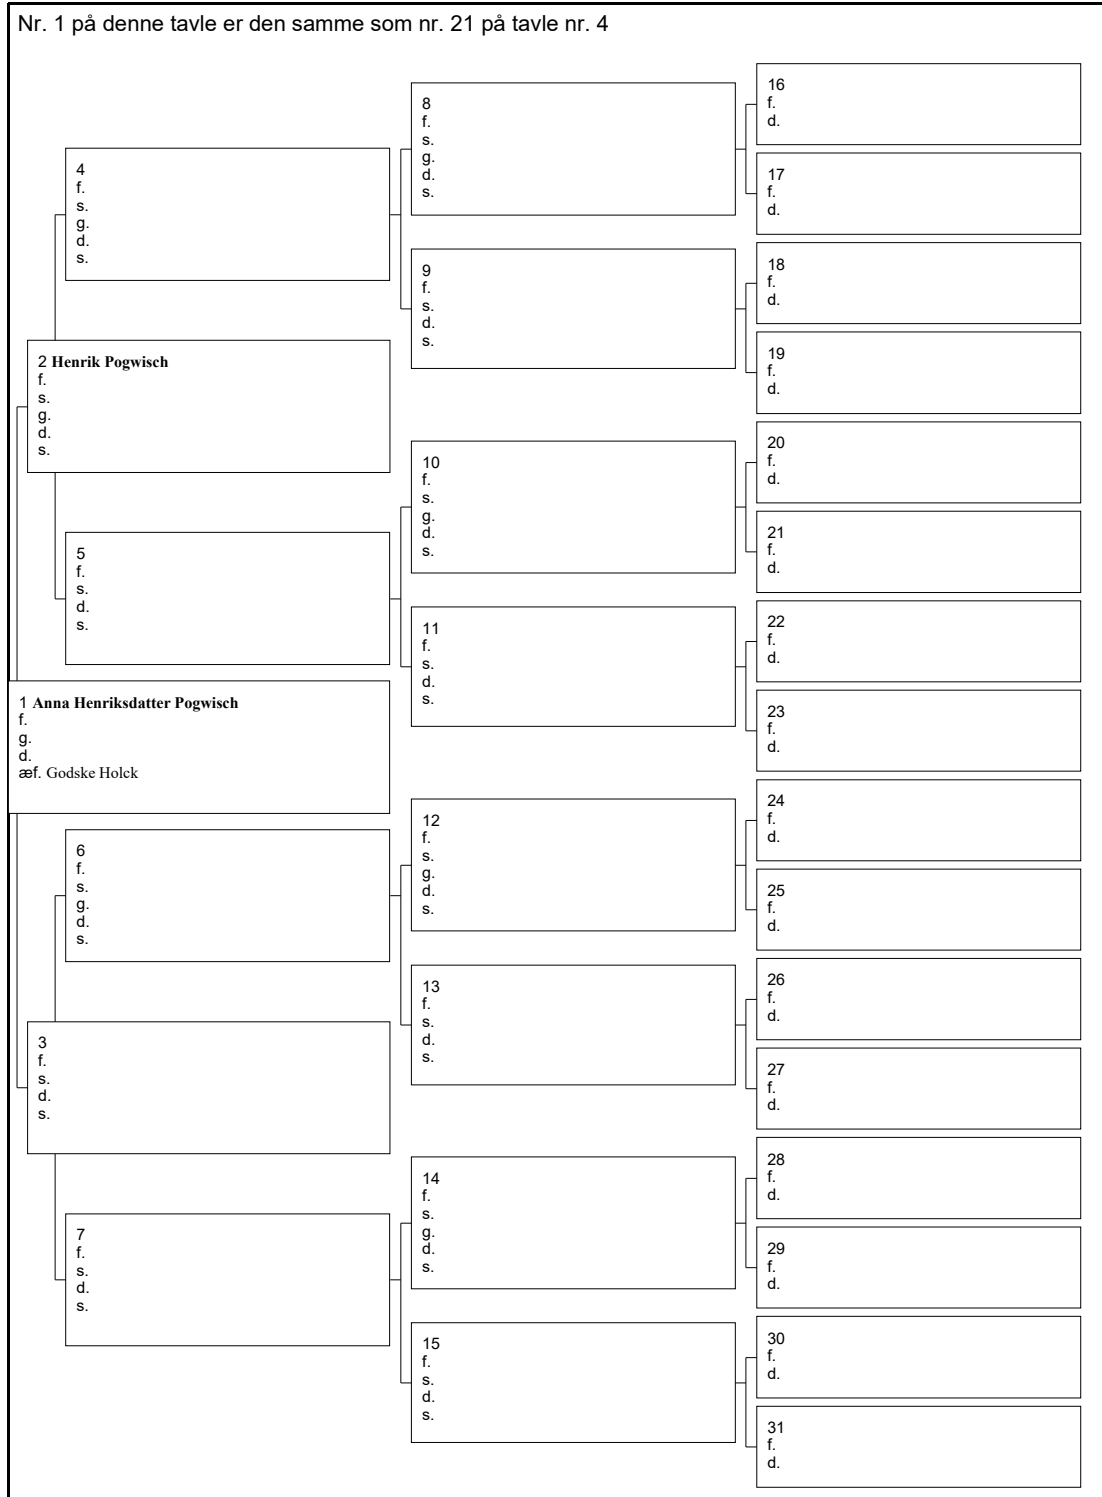 Nr. 1 på denne tavle er den samme som nr. 21 på tavle nr. 4
16
f.
d.
8
f.
s.
g.
d.
s.
17
f.
d.
4
f.
s.
g.
d.
s.
18
f.
d.
9
f.
s.
d.
s.
19
f.
d.
2 Henrik Pogwisch
f.
s.
g.
d.
s.
20
f.
d.
10
f.
s.
g.
d.
s.
21
f.
d.
5
f.
s.
d.
s.
22
f.
d.
11
f.
s.
d.
s.
23
f.
d.
1 Anna Henriksdatter Pogwisch
f.
g.
d.
æf. Godske Holck
24
f.
d.
12
f.
s.
g.
d.
s.
25
f.
d.
6
f.
s.
g.
d.
s.
26
f.
d.
13
f.
s.
d.
s.
27
f.
d.
3
f.
s.
d.
s.
28
f.
d.
14
f.
s.
g.
d.
s.
29
f.
d.
7
f.
s.
d.
s.
30
f.
d.
15
f.
s.
d.
s.
31
f.
d.